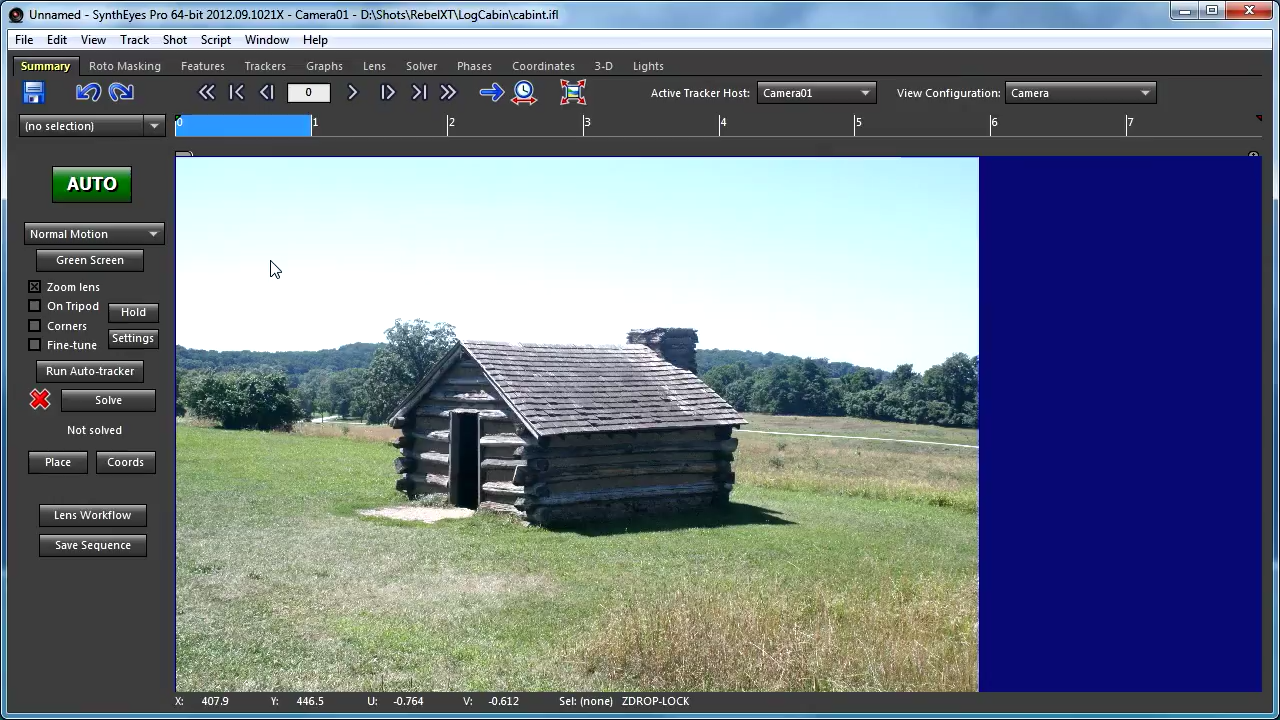 Unnamed - SynthEyes Pro 64-bit 2012.09.1021X - Camera01 - D:\Shots\RebelXT\LogCabin\cabint.ifl
File Edit View Track Shot Script Window Help
Summary Roto Masking Features Trackers Graphs Lens Solver Phases Coordinates 3-D Lights
0 Active Tracker Host: Camera01 View Configuration: Camera
(no selection) 0 1 2 3 4 5 6 7
AUTO
Normal Motion
Green Screen
Zoom lens
On Tripod Hold
Corners
Settings
Fine-tune
Run Auto-tracker
Solve
Not solved
Place Coords
Lens Workflow
Save Sequence
X: 407.9 Y: 446.5 U: -0.764 V: -0.612 Sel: (none) ZDROP-LOCK